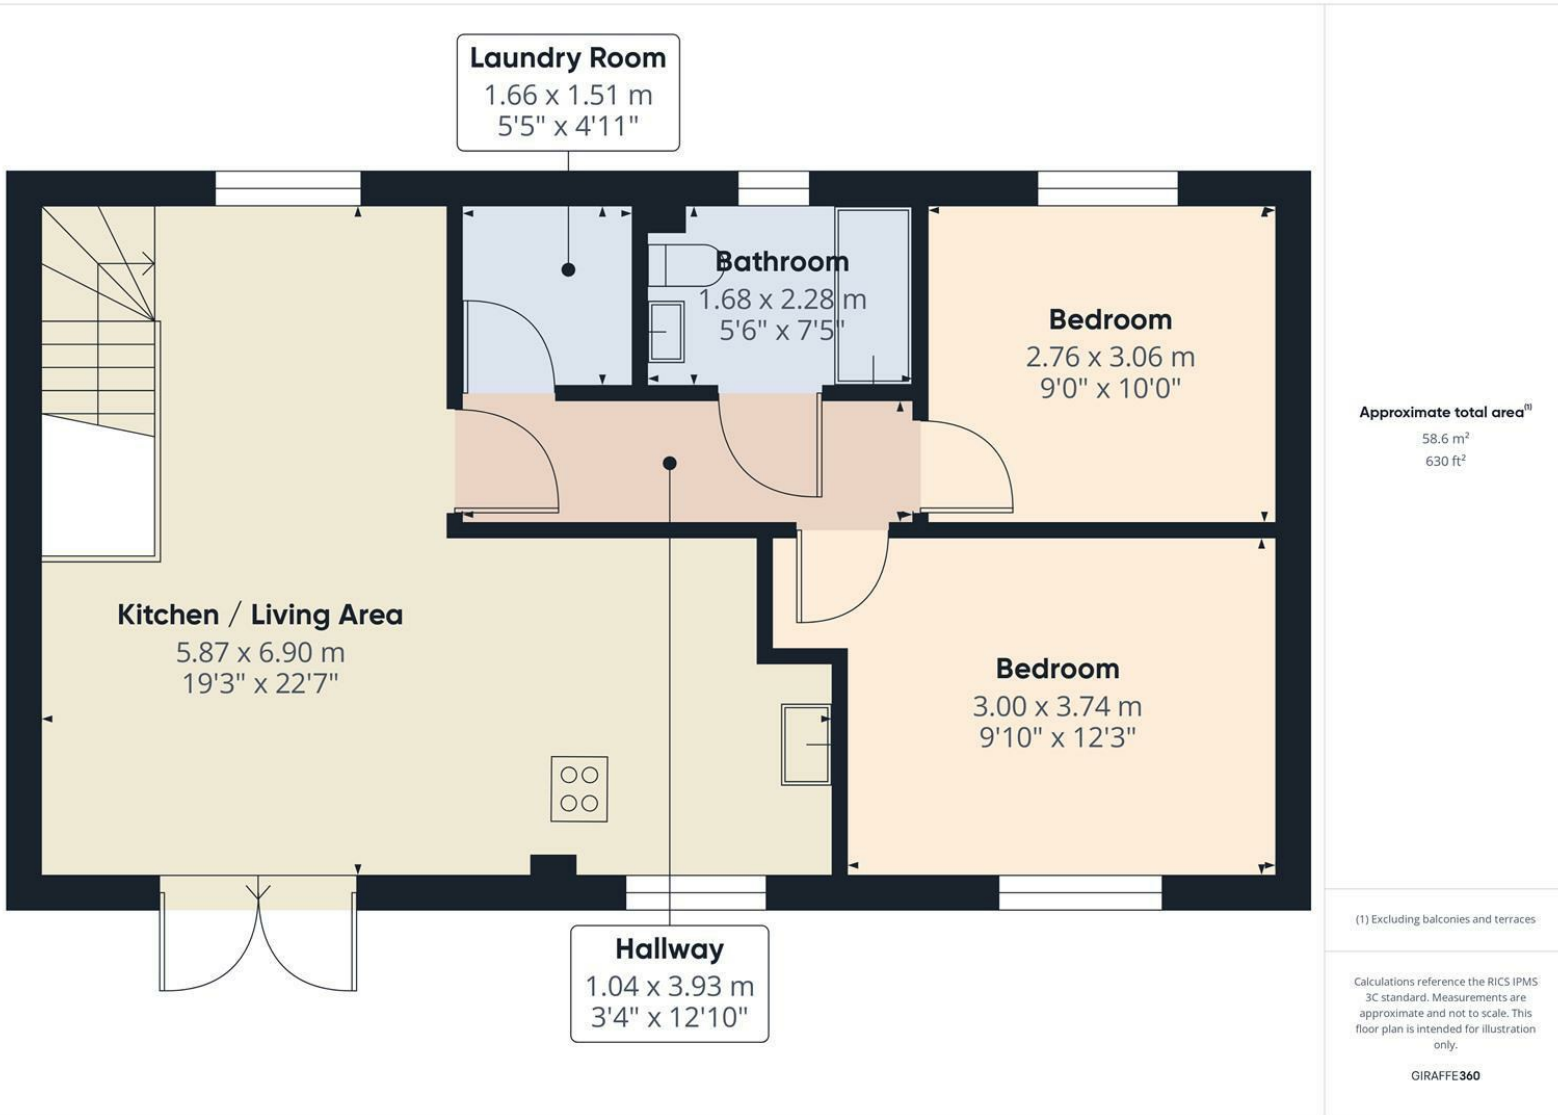 Laundry Room
1.66 x 1.51 m
5'5" x 4'11"
Bathroom
1.68 x 2.28 m
5'6" x 7'5"
Bedroom
2.76 x 3.06 m
9'0" x 10'0"
Kitchen / Living Area
5.87 x 6.90 m
19'3" x 22'7"
Bedroom
3.00 x 3.74 m
9'10" x 12'3"
Hallway
1.04 x 3.93 m
3'4" x 12'10"
Approximate total area(1)
58.6 m²
630 ft²
(1) Excluding balconies and terraces
Calculations reference the RICS IPMS
3C standard. Measurements are
approximate and not to scale. This
floor plan is intended for illustration
only.
GIRAFFE360